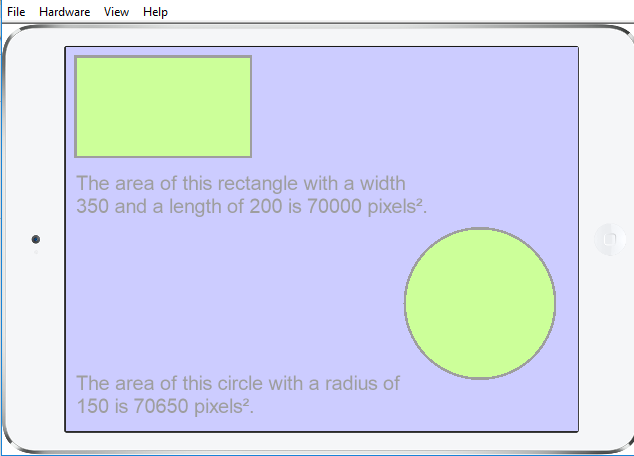 File Hardware View Help
The area of this rectangle with a width
350 and a length of 200 is 70000 pixels².
The area of this circle with a radius of
150 is 70650 pixels².